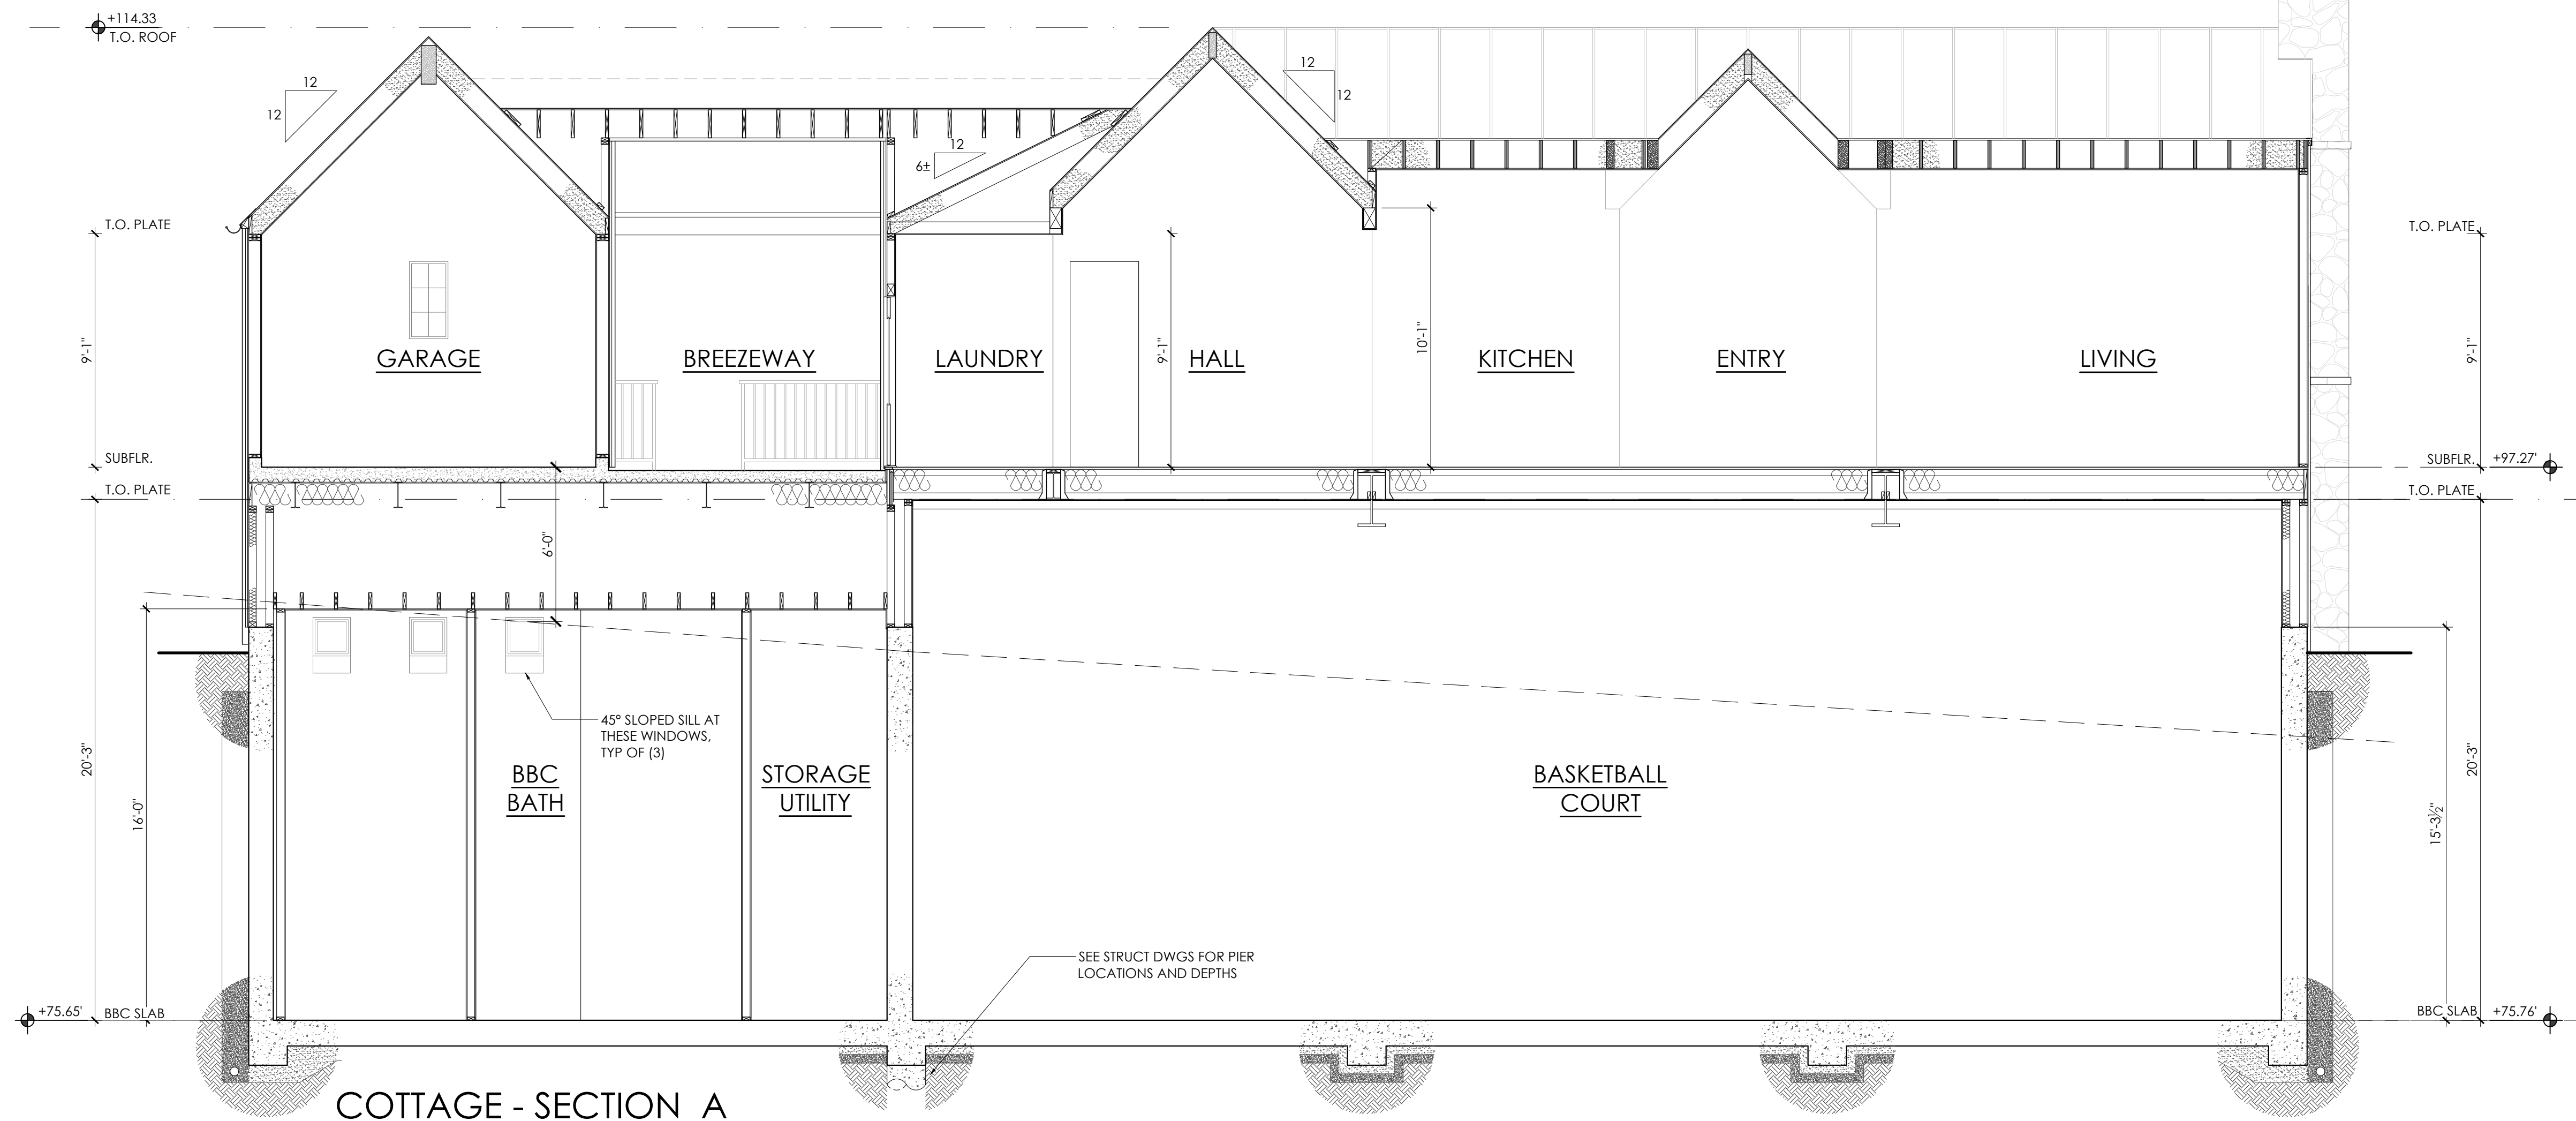 +114.33
T.O. ROOF
12
12
12
12
12
6±
T.O. PLATE
T.O. PLATE
9'-1"
GARAGE
BREEZEWAY
LAUNDRY
9'-1"
HALL
10'-1"
KITCHEN
ENTRY
LIVING
9'-1"
SUBFLR.
SUBFLR.
+97.27'
T.O. PLATE
T.O. PLATE
6'-0"
45° SLOPED SILL AT
THESE WINDOWS,
TYP OF (3)
20'-3"
16'-0"
BBC
BATH
STORAGE
UTILITY
BASKETBALL
COURT
15'-3½"
20'-3"
SEE STRUCT DWGS FOR PIER
LOCATIONS AND DEPTHS
+75.65'
BBC SLAB
BBC SLAB
+75.76'
COTTAGE - SECTION A